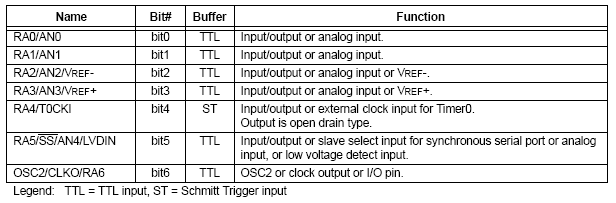 Name Bit# Buffer Function
RA0/AN0 bit0 TTL Input/output or analog input.
RA1/AN1 bit1 TTL Input/output or analog input.
RA2/AN2/VREF- bit2 TTL Input/output or analog input or VREF-.
RA3/AN3/VREF+ bit3 TTL Input/output or analog input or VREF+.
RA4/T0CKI bit4 ST Input/output or external clock input for Timer0.
Output is open drain type.
RA5/SS/AN4/LVDIN bit5 TTL Input/output or slave select input for synchronous serial port or analog
input, or low voltage detect input.
OSC2/CLKO/RA6 bit6 TTL OSC2 or clock output or I/O pin.
Legend: TTL = TTL input, ST = Schmitt Trigger input